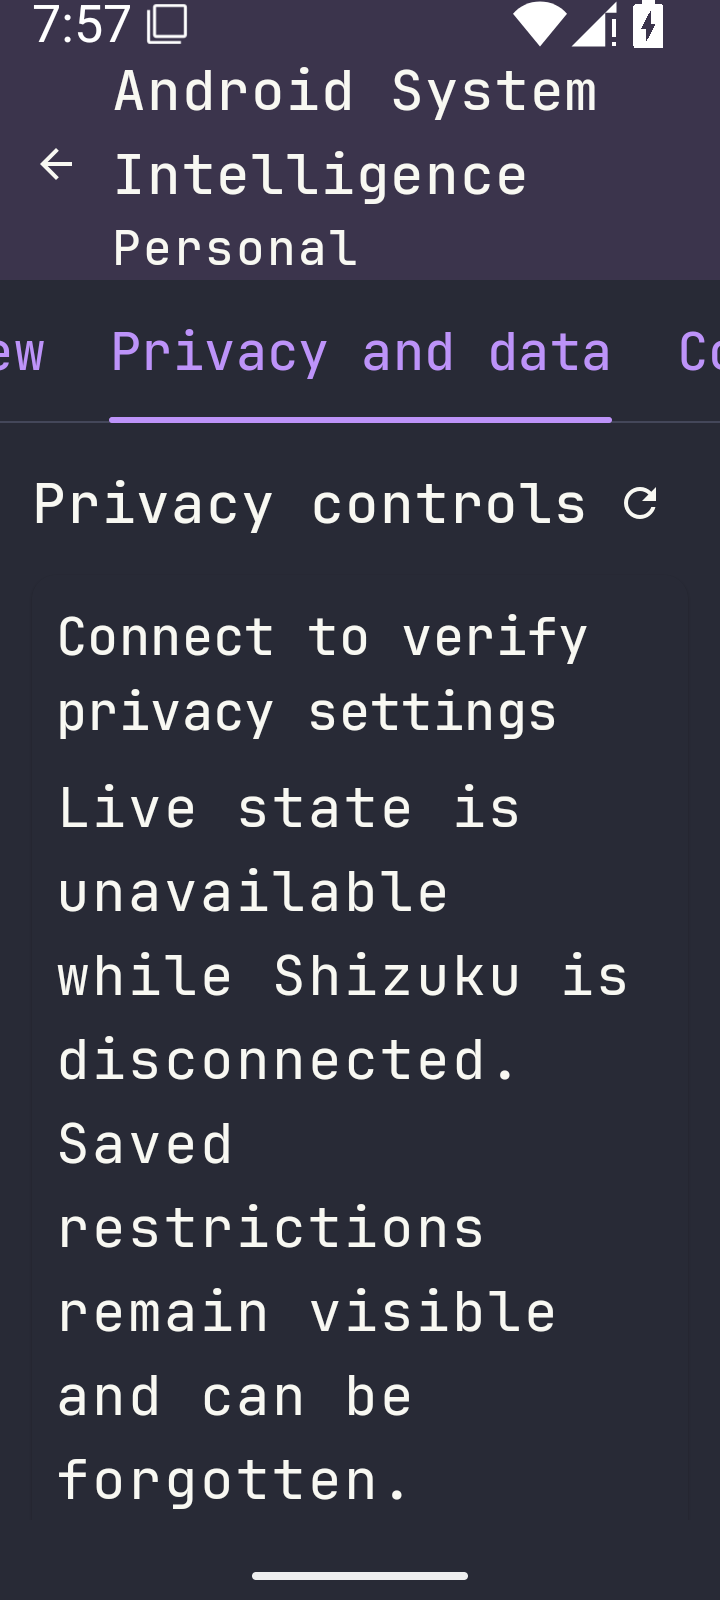 7:57
Android System
Intelligence
Personal
ew Privacy and data Co
Privacy controls
Connect to verify
privacy settings
Live state is
unavailable
while Shizuku is
disconnected.
Saved
restrictions
remain visible
and can be
forgotten.